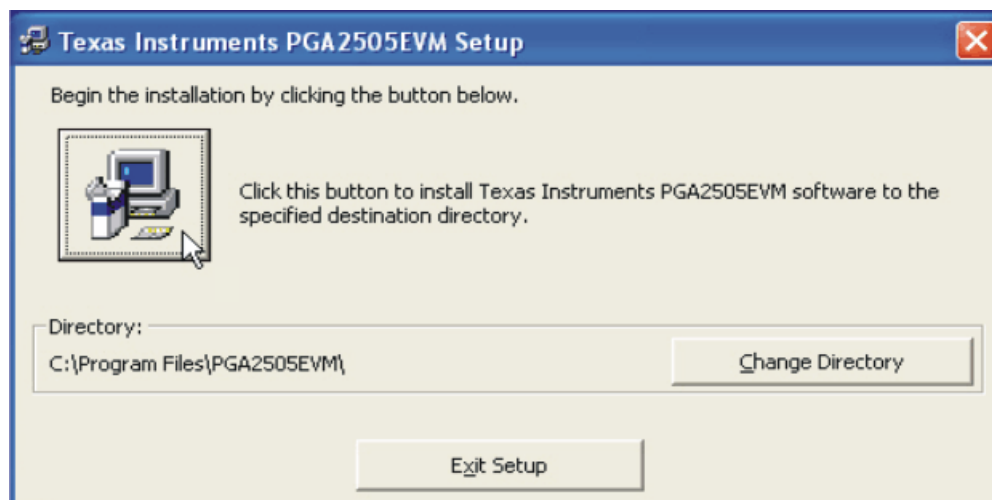 Texas Instruments PGA2505EVM Setup
Begin the installation by clicking the button below.
Click this button to install Texas Instruments PGA2505EVM software to the
specified destination directory.
Directory:
C:\Program Files\PGA2505EVM\
Change Directory
Exit Setup